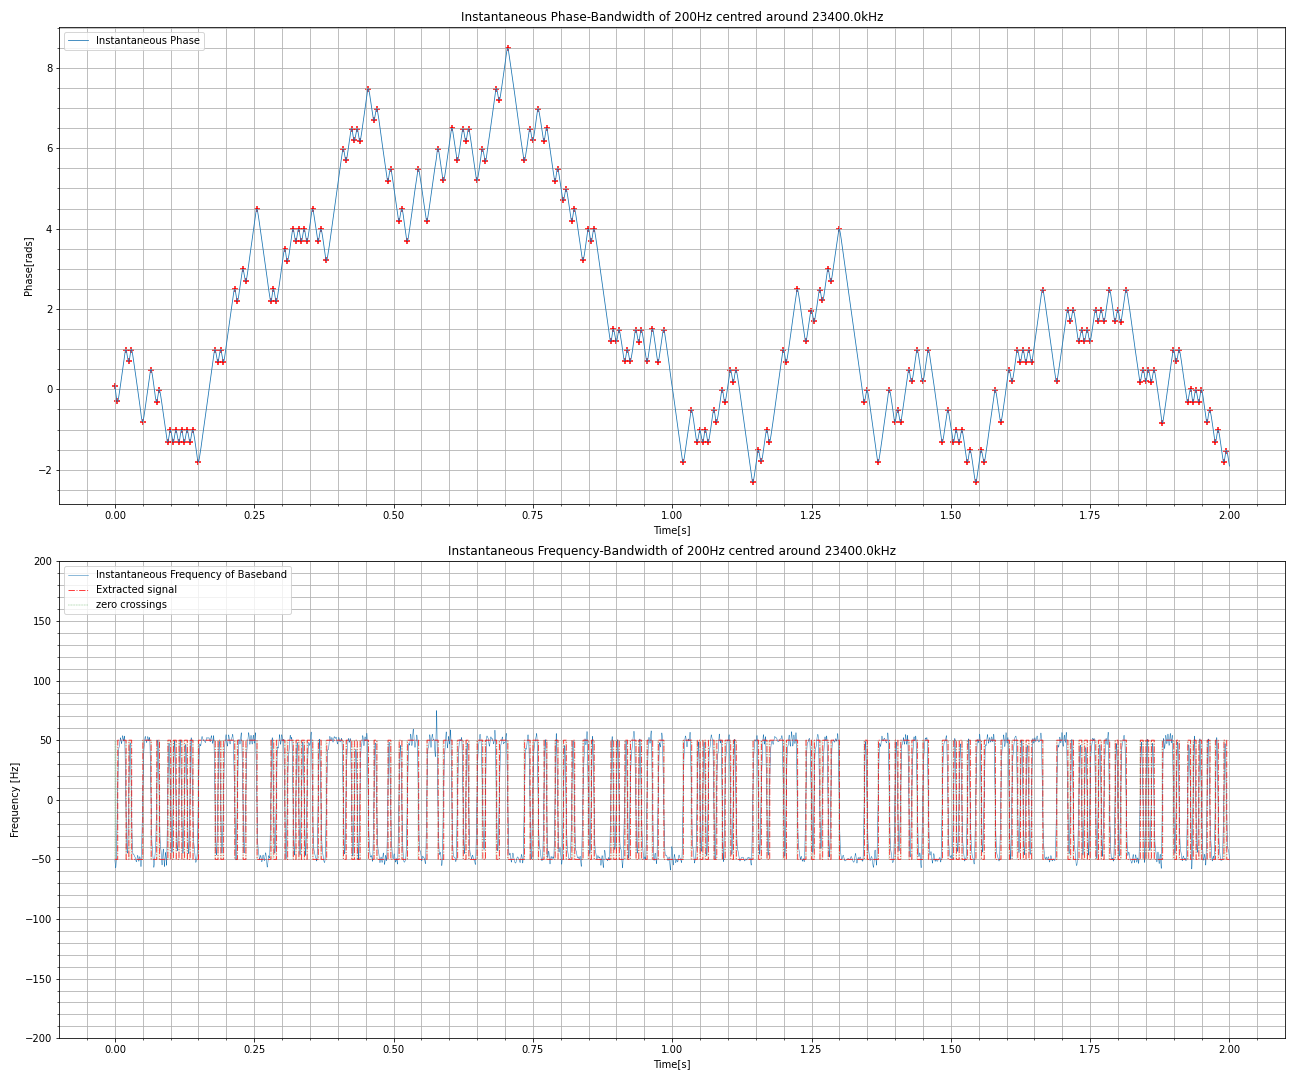 Instantaneous Phase-Bandwidth of 200Hz centred around 23400.0kHz
Instantaneous Phase
8
6
4
2
0
−2
Phase[rads]
0.00 0.25 0.50 0.75 1.00 1.25 1.50 1.75 2.00
Time[s]
Instantaneous Frequency-Bandwidth of 200Hz centred around 23400.0kHz
Instantaneous Frequency of Baseband
Extracted signal
zero crossings
200
150
100
50
0
−50
−100
−150
−200
Frequency [Hz]
0.00 0.25 0.50 0.75 1.00 1.25 1.50 1.75 2.00
Time[s]